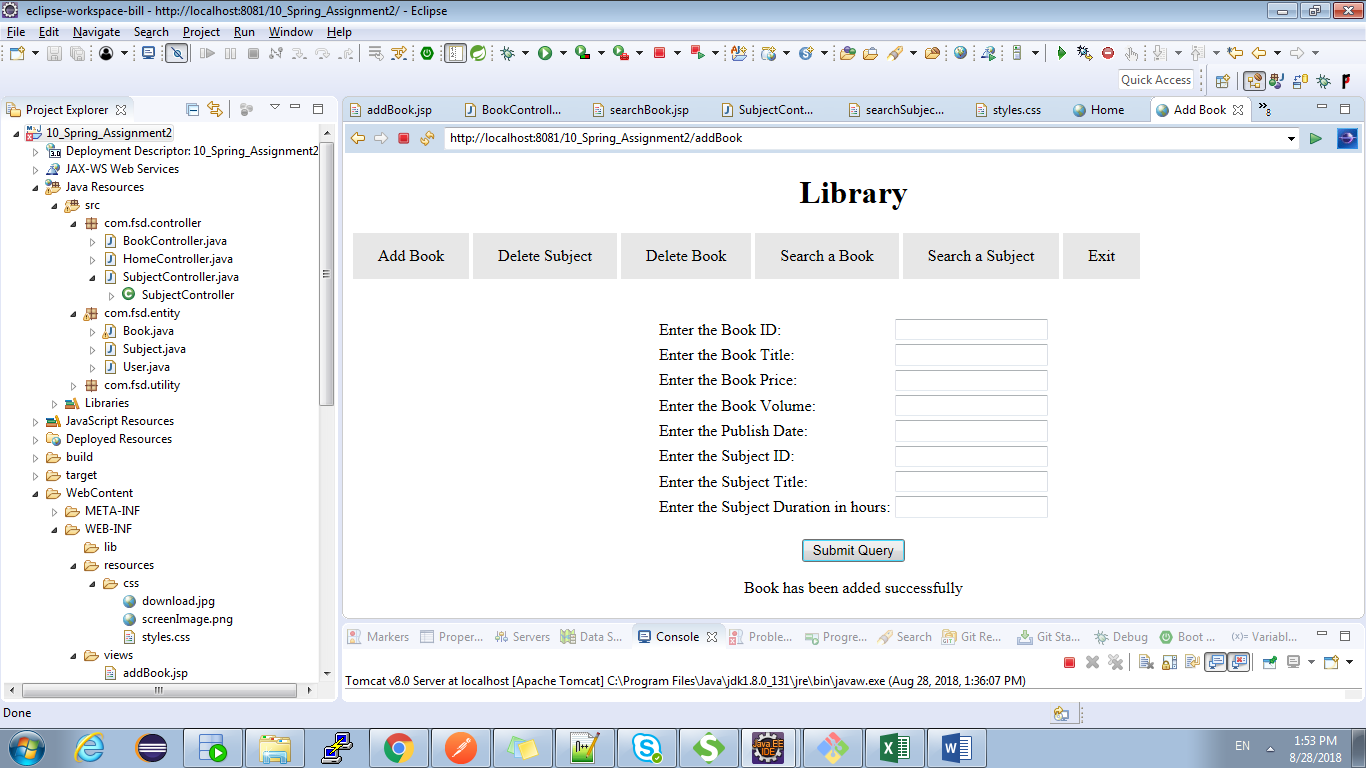 eclipse-workspace-bill - http://localhost:8081/10_Spring_Assignment2/ - Eclipse
File Edit Navigate Search Project Run Window Help
Quick Access
Project Explorer
addBook.jsp BookControll... searchBook.jsp SubjectCont... searchSubjec... styles.css Home Add Book »8
http://localhost:8081/10_Spring_Assignment2/addBook
10_Spring_Assignment2
Deployment Descriptor: 10_Spring_Assignment2
JAX-WS Web Services
Java Resources
src
com.fsd.controller
BookController.java
HomeController.java
SubjectController.java
SubjectController
com.fsd.entity
Book.java
Subject.java
User.java
com.fsd.utility
Libraries
JavaScript Resources
Deployed Resources
build
target
WebContent
META-INF
WEB-INF
lib
resources
css
download.jpg
screenImage.png
styles.css
views
addBook.jsp
Library
Add Book Delete Subject Delete Book Search a Book Search a Subject Exit
Enter the Book ID:
Enter the Book Title:
Enter the Book Price:
Enter the Book Volume:
Enter the Publish Date:
Enter the Subject ID:
Enter the Subject Title:
Enter the Subject Duration in hours:
Submit Query
Book has been added successfully
Markers Proper... Servers Data S... Console Proble... Progre... Search Git Re... Git Sta... Debug Boot ... (x)= Variabl...
Tomcat v8.0 Server at localhost [Apache Tomcat] C:\Program Files\Java\jdk1.8.0_131\jre\bin\javaw.exe (Aug 28, 2018, 1:36:07 PM)
Done
Java EE
IDE
EN
1:53 PM
8/28/2018